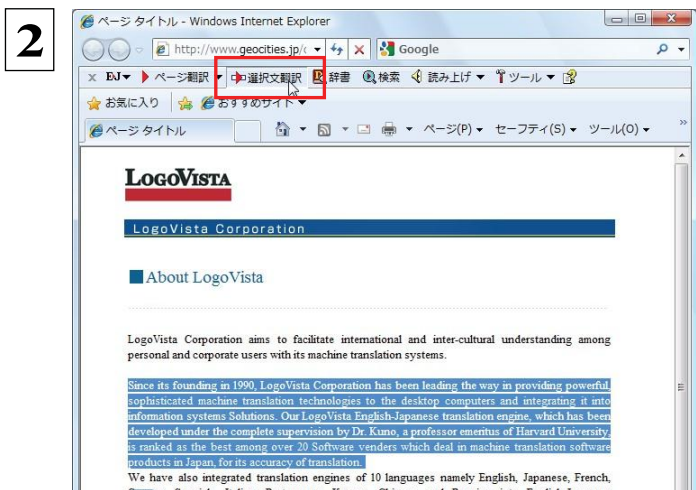 2
ページ タイトル - Windows Internet Explorer
http://www.geocities.jp/c
Google
EJ ページ翻訳 選択文翻訳 辞書 検索 読み上げ ツール
お気に入り おすすめサイト
ページ タイトル ページ(P) セーフティ(S) ツール(O) »
LOGOVISTA
LogoVista Corporation
About LogoVista
LogoVista Corporation aims to facilitate international and inter-cultural understanding among
personal and corporate users with its machine translation systems.
Since its founding in 1990, LogoVista Corporation has been leading the way in providing powerful,
sophisticated machine translation technologies to the desktop computers and integrating it into
information systems Solutions. Our LogoVista English-Japanese translation engine, which has been
developed under the complete supervision by Dr. Kuno, a professor emeritus of Harvard University,
is ranked as the best among over 20 Software venders which deal in machine translation software
products in Japan, for its accuracy of translation.
We have also integrated translation engines of 10 languages namely English, Japanese, French,